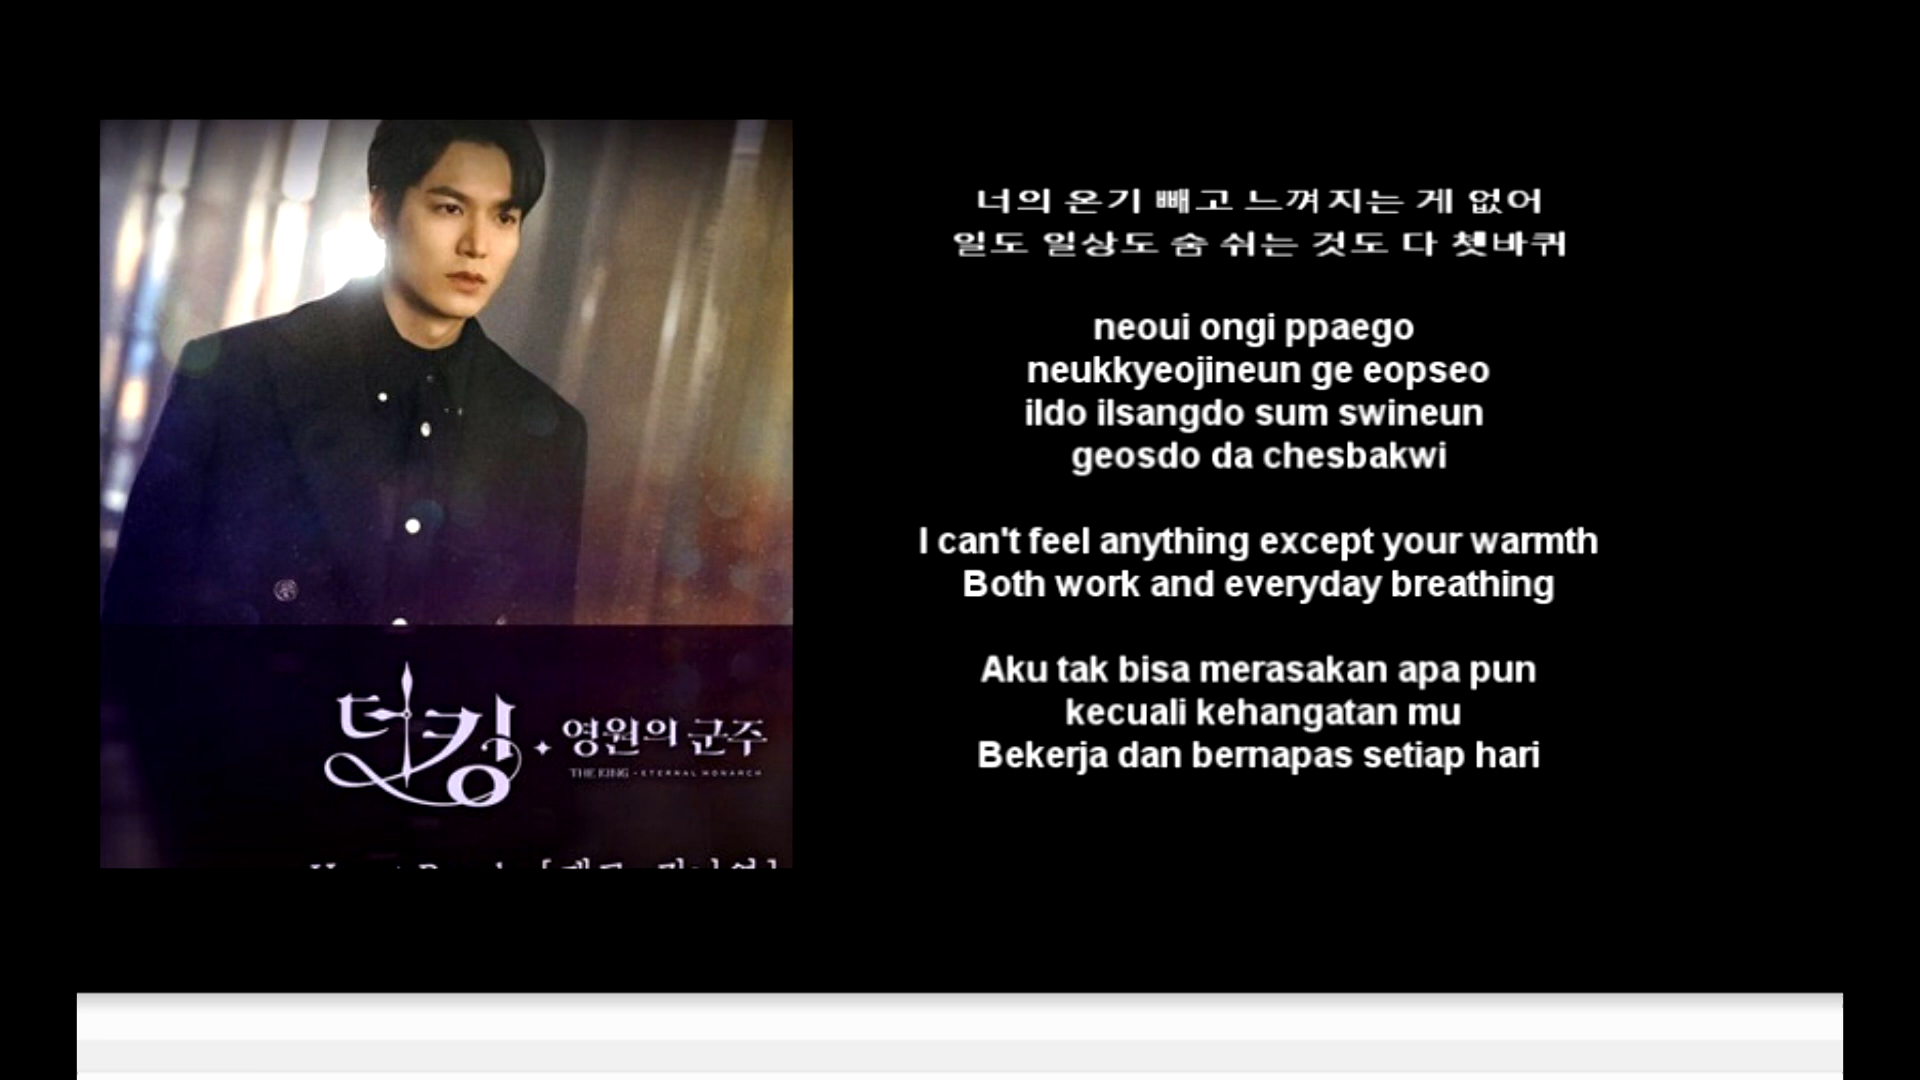 너의 온기 빼고 느껴지는 게 없어
일도 일상도 숨 쉬는 것도 다 쳇바퀴
neoui ongi ppaego
neukkyeojineun ge eopseo
ildo ilsangdo sum swineun
geosdo da chesbakwi
I can't feel anything except your warmth
Both work and everyday breathing
Aku tak bisa merasakan apa pun
kecuali kehangatan mu
Bekerja dan bernapas setiap hari
더 킹 영원의 군주
THE KING - ETERNAL MONARCH